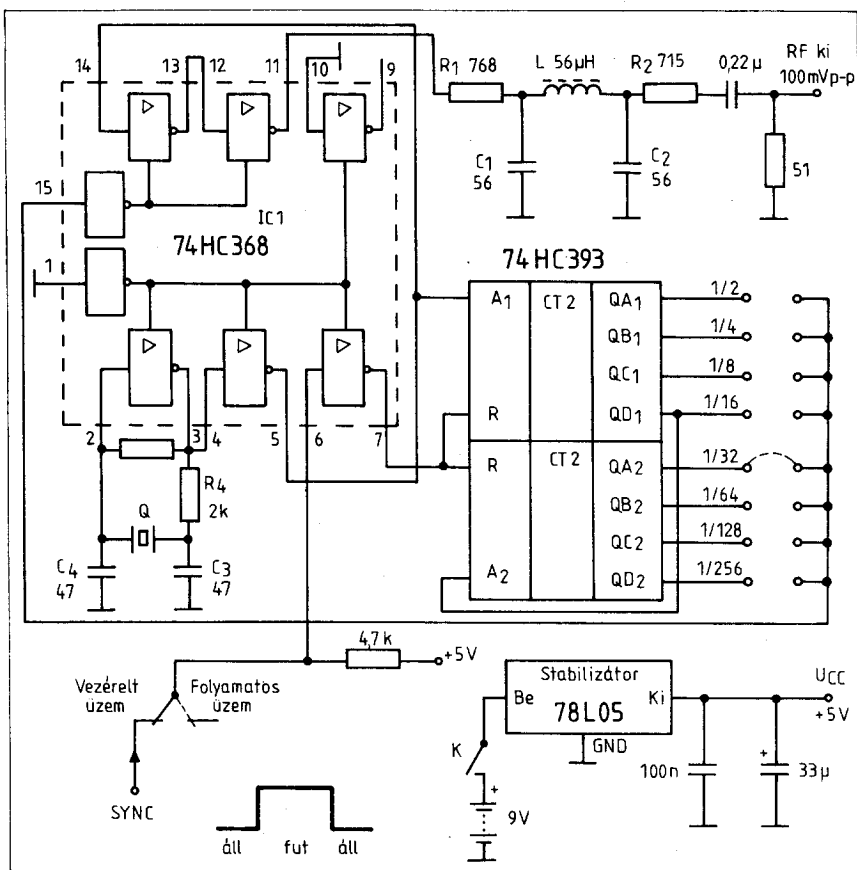 14
13
12
11
10
9
R1 768
L 56µH
R2 715
0,22µ
Rf ki
100mVp-p
C1
56
C2
56
51
15
IC1
74HC368
1
2
3
4
5
6
7
R4
2k
Q
C4
47
C3
47
74HC393
A1
CT 2
QA1
1/2
QB1
1/4
QC1
1/8
R
QD1
1/16
R
CT 2
QA2
1/32
QB2
1/64
QC2
1/128
A2
QD2
1/256
4,7k
+5V
Vezérelt
üzem
Folyamatos
üzem
SYNC
áll
fut
áll
Stabilizátor
Be
78L05
Ki
GND
UCC
+5V
K
+
9V
100n
+
33µ